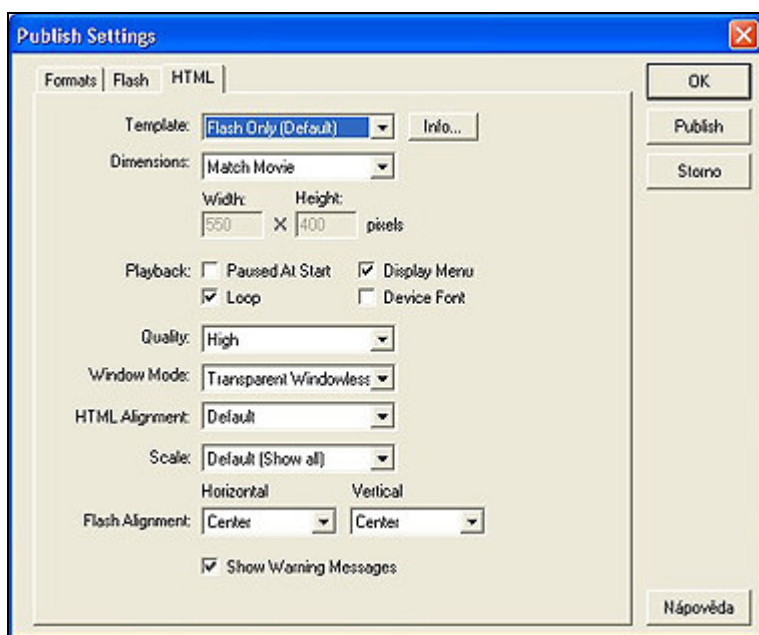 Publish Settings
Formats Flash HTML
OK
Template: Flash Only (Default) Info... Publish
Dimensions: Match Movie Storno
Width: Height:
550 X 400 pixels
Playback: Paused At Start Display Menu
Loop Device Font
Quality: High
Window Mode: Transparent Windowless
HTML Alignment: Default
Scale: Default (Show all)
Horizontal Vertical
Flash Alignment: Center Center
Show Warning Messages
Nápověda